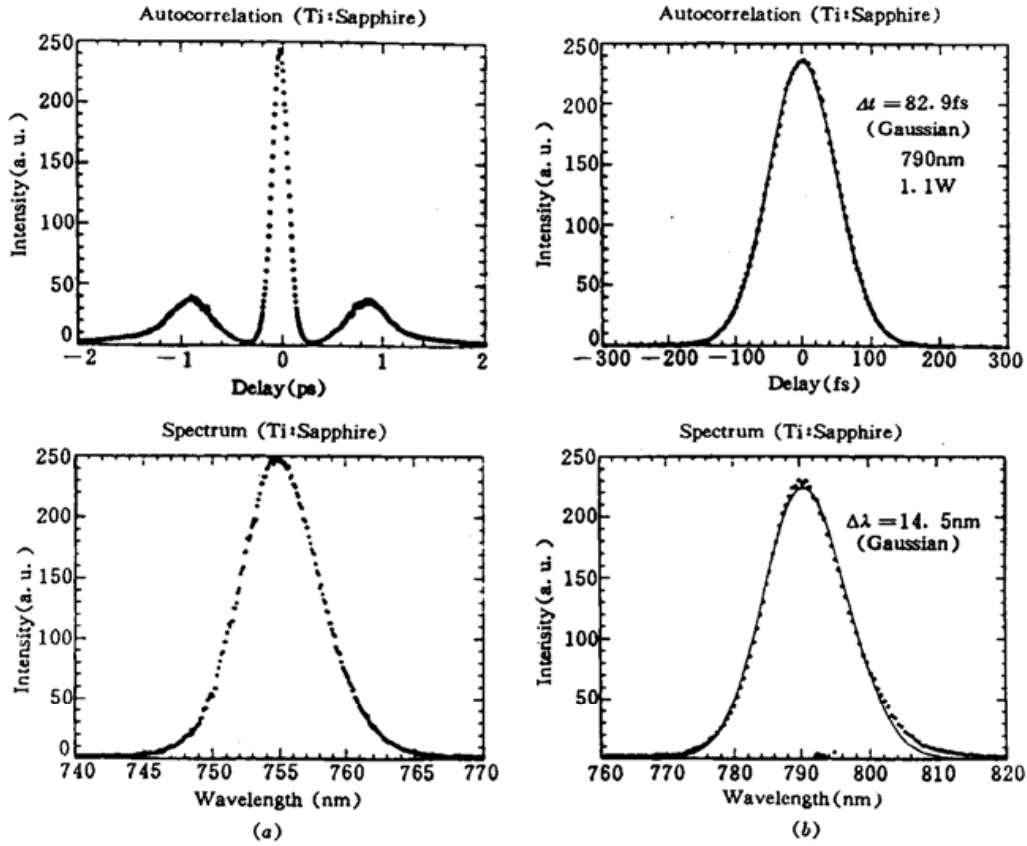 Autocorrelation (Ti:Sapphire)
250
200
150
100
50
0
Intensity (a. u. )
−2 −1 0 1 2
Delay (ps)
Autocorrelation (Ti:Sapphire)
250
200
150
100
50
0
Intensity (a. u. )
Δt = 82. 9fs
(Gaussian)
790nm
1. 1W
−300 −200 −100 0 100 200 300
Delay (fs)
Spectrum (Ti:Sapphire)
250
200
150
100
50
0
Intensity (a. u. )
740 745 750 755 760 765 770
Wavelength (nm)
(a)
Spectrum (Ti:Sapphire)
250
200
150
100
50
Intensity (a. u. )
Δλ = 14. 5nm
(Gaussian)
760 770 780 790 800 810 820
Wavelength (nm)
(b)